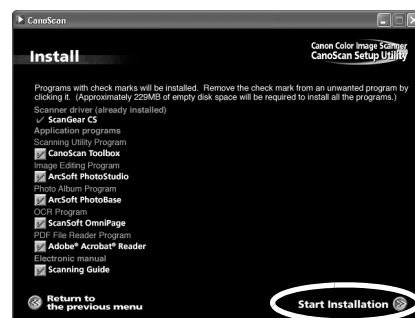 CanoScan
Install
Canon Color Image Scanner
CanoScan Setup Utility
Programs with check marks will be installed. Remove the check mark from an unwanted program by
clicking it. (Approximately 229MB of empty disk space will be required to install all the programs.)
Scanner driver (already installed)
ScanGear CS
Application programs
Scanning Utility Program
CanoScan Toolbox
Image Editing Program
ArcSoft PhotoStudio
Photo Album Program
ArcSoft PhotoBase
OCR Program
ScanSoft OmniPage
PDF File Reader Program
Adobe® Acrobat® Reader
Electronic manual
Scanning Guide
Return to
the previous menu
Start Installation